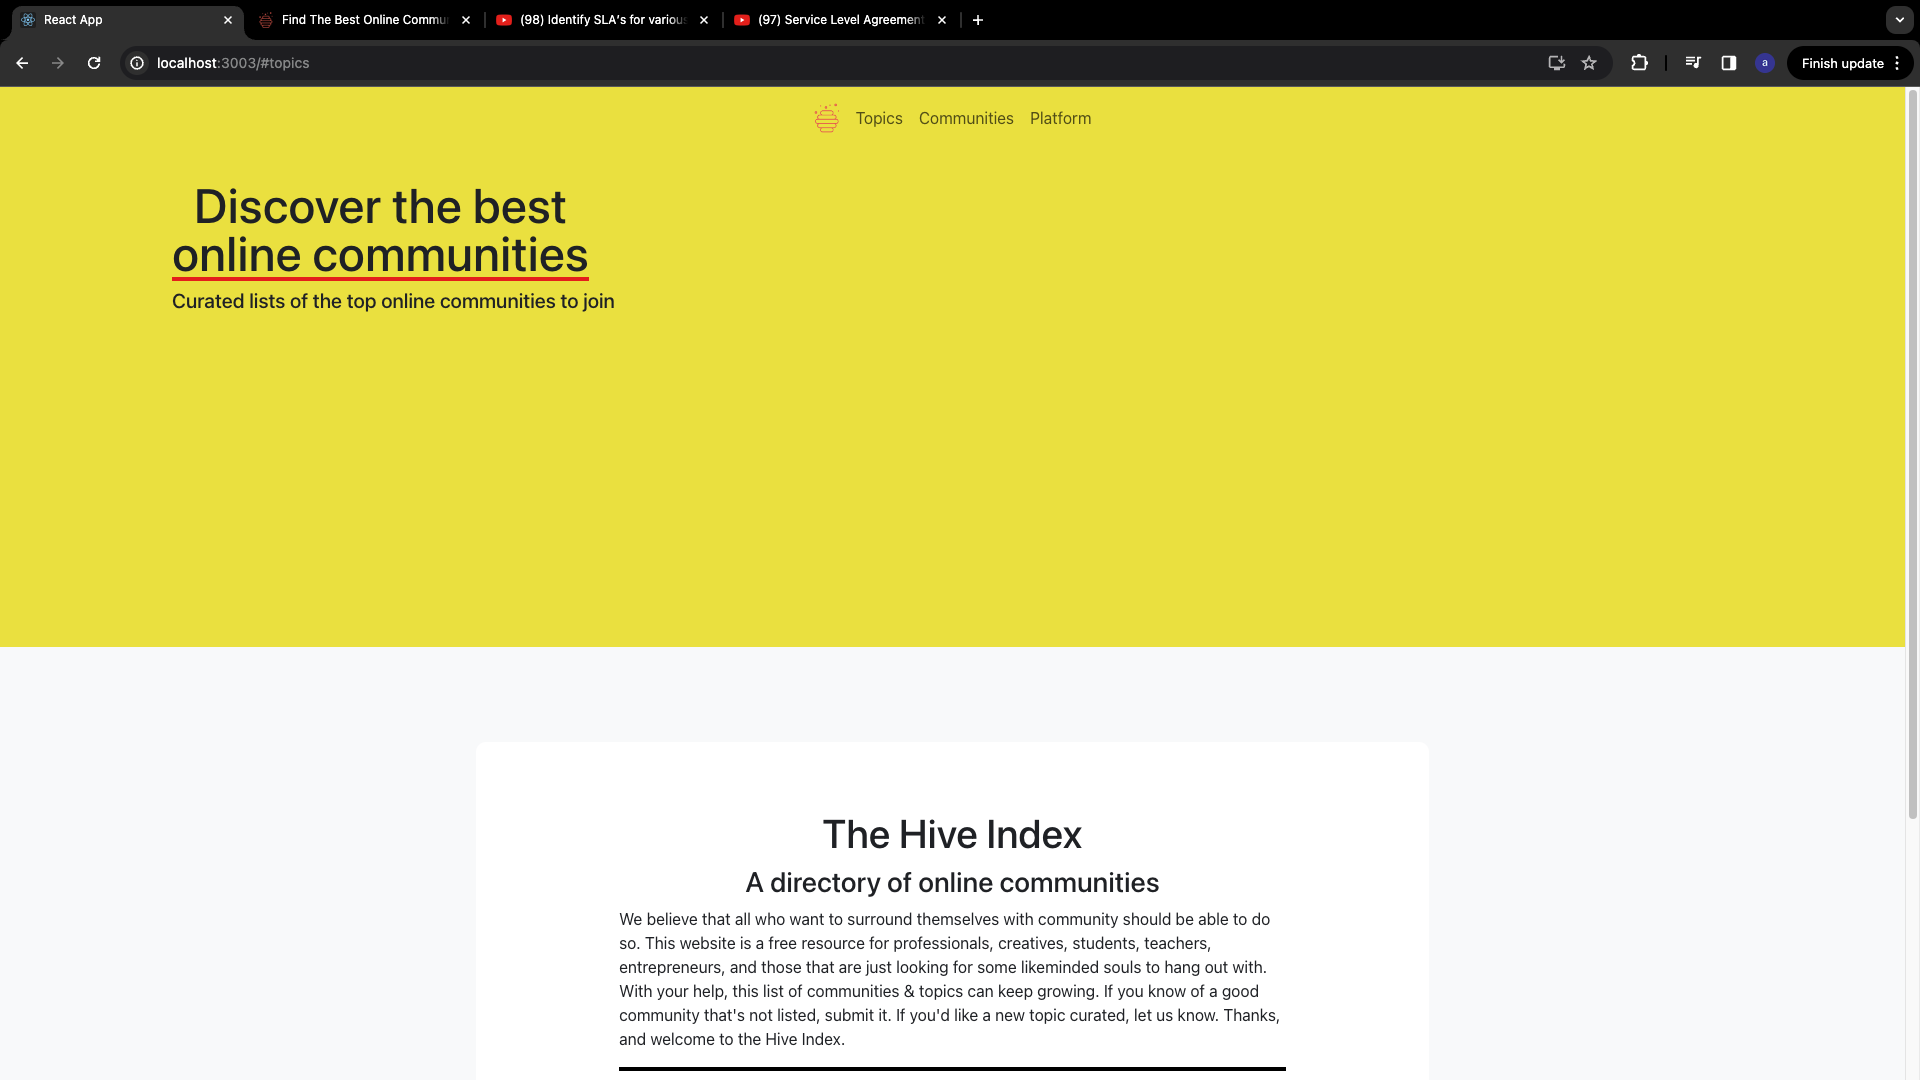 React App
Find The Best Online Commu
(98) Identify SLA's for various
(97) Service Level Agreement
localhost:3003/#topics
a
Finish update
Topics
Communities
Platform
Discover the best
online communities
Curated lists of the top online communities to join
The Hive Index
A directory of online communities
We believe that all who want to surround themselves with community should be able to do
so. This website is a free resource for professionals, creatives, students, teachers,
entrepreneurs, and those that are just looking for some likeminded souls to hang out with.
With your help, this list of communities & topics can keep growing. If you know of a good
community that's not listed, submit it. If you'd like a new topic curated, let us know. Thanks,
and welcome to the Hive Index.